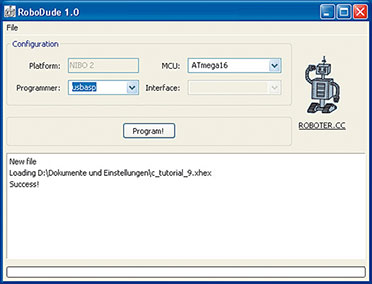 RoboDude 1.0
File
Configuration
Platform: NIBO 2 MCU: ATmega16
Programmer: usbasp Interface:
Program!
ROBOTER.CC
New file
Loading D:\Dokumente und Einstellungen\c_tutorial_9.xhex
Success!